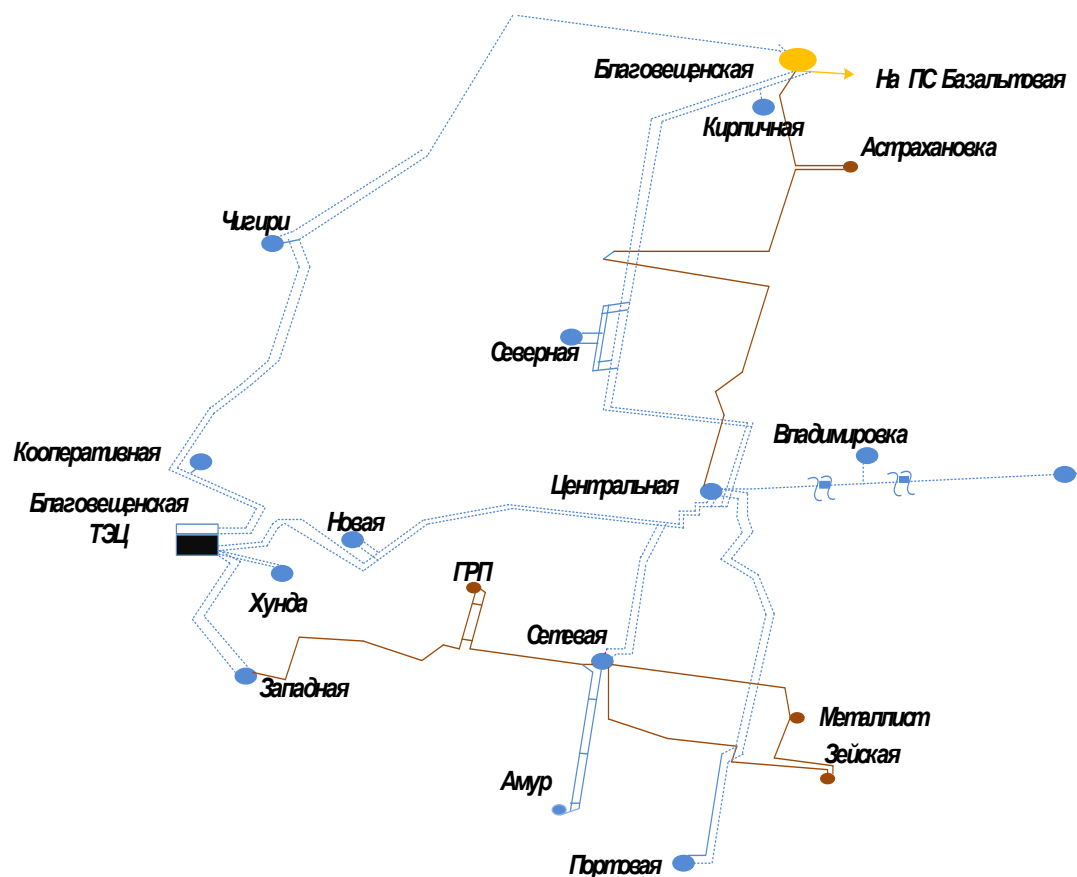 Благовещенская
На ПС Базальтовая
Кирпичная
Астрахановка
Чигири
Северная
Владимировка
Кооперативная
Центральная
Благовещенская
ТЭЦ
Новая
ГРП
Хунда
Сетевая
Западная
Металлист
Зейская
Амур
Портовая